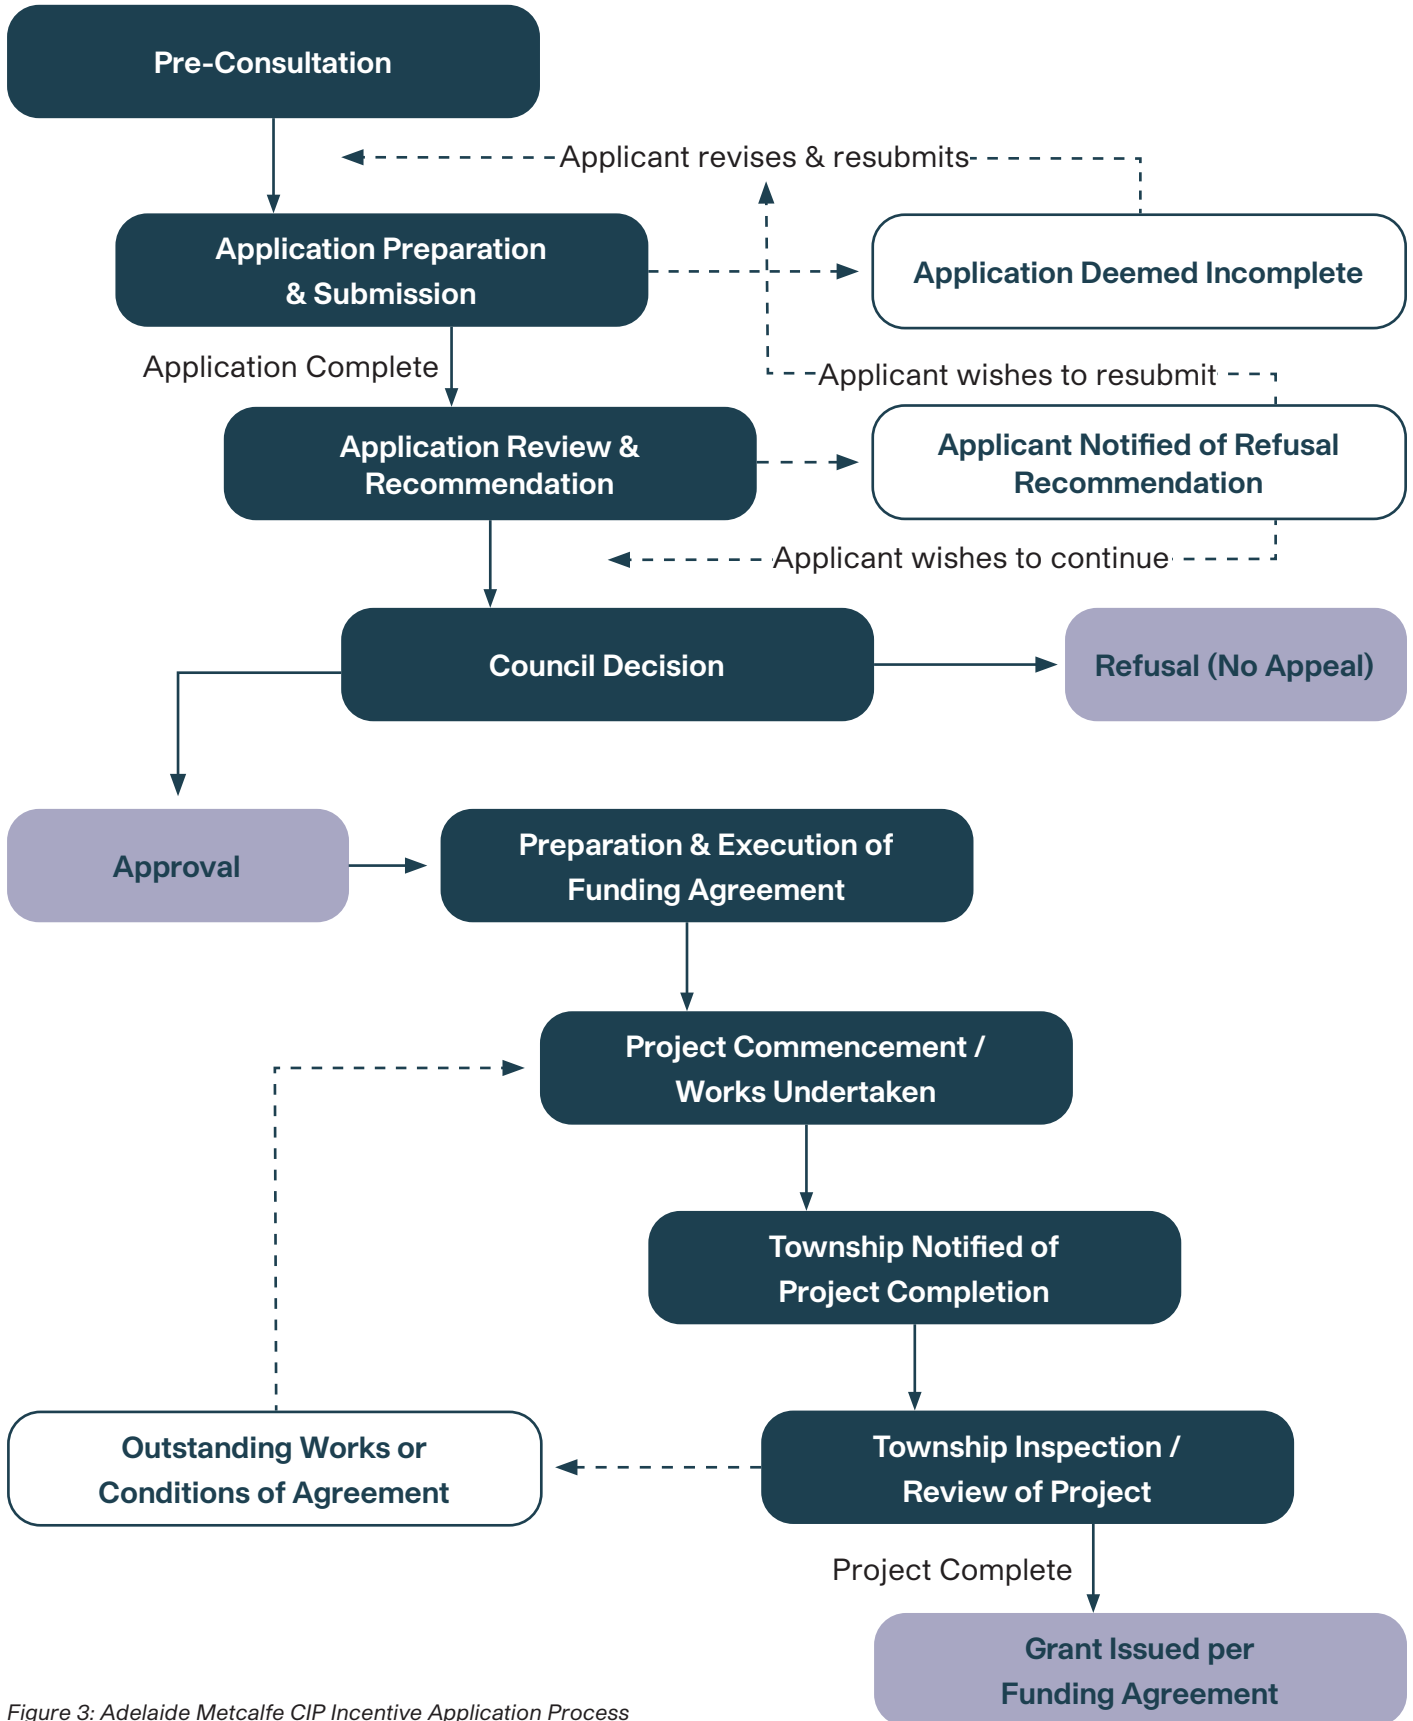 Pre-Consultation
Applicant revises & resubmits
Application Preparation
& Submission
Application Deemed Incomplete
Application Complete
Applicant wishes to resubmit
Application Review &
Recommendation
Applicant Notified of Refusal
Recommendation
Applicant wishes to continue
Council Decision
Refusal (No Appeal)
Approval
Preparation & Execution of
Funding Agreement
Project Commencement /
Works Undertaken
Township Notified of
Project Completion
Outstanding Works or
Conditions of Agreement
Township Inspection /
Review of Project
Project Complete
Grant Issued per
Funding Agreement
Figure 3: Adelaide Metcalfe CIP Incentive Application Process